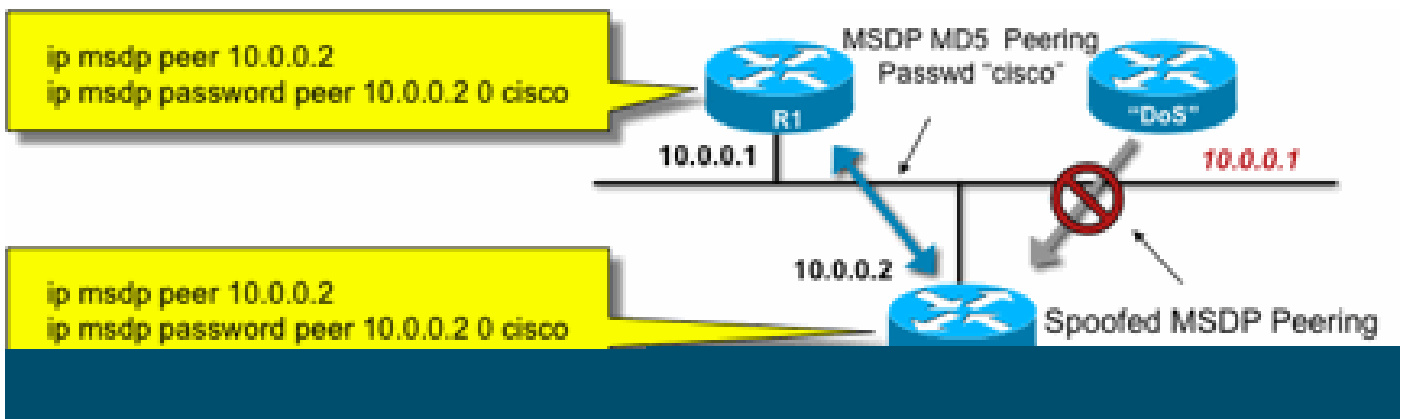 ip msdp peer 10.0.0.2
ip msdp password peer 10.0.0.2 0 cisco
MSDP MD5 Peering
Passwd "cisco"
R1
"DoS"
10.0.0.1
10.0.0.1
10.0.0.2
ip msdp peer 10.0.0.2
ip msdp password peer 10.0.0.2 0 cisco
Spoofed MSDP Peering